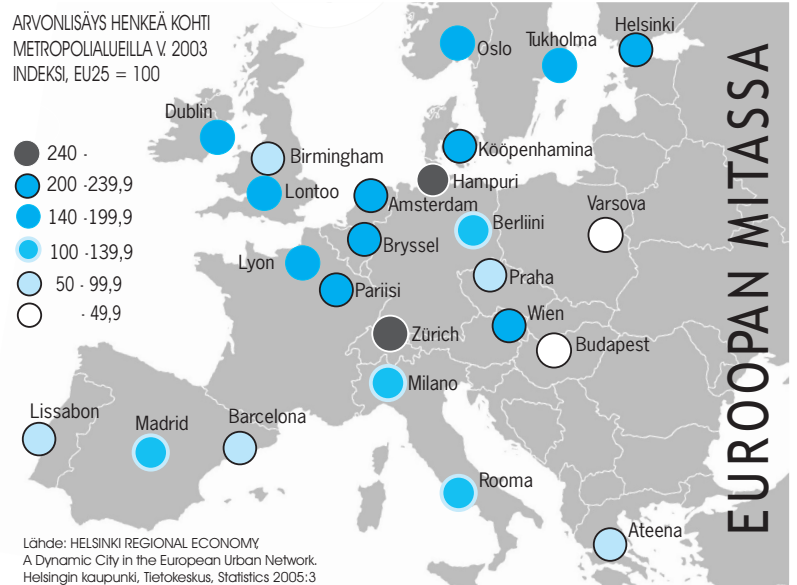 ARVONLISÄYS HENKEÄ KOHTI
METROPOLIALUEILLA V. 2003
INDEKSI, EU25 = 100
240 -
200 -239,9
140 -199,9
100 -139,9
50 - 99,9
- 49,9
Oslo
Tukholma
Helsinki
Dublin
Birmingham
Kööpenhamina
Lontoo
Hampuri
Amsterdam
Varsova
Berliini
Bryssel
Lyon
Praha
Pariisi
Wien
Zürich
Budapest
Milano
Lissabon
Madrid
Barcelona
Rooma
Ateena
EUROOPAN MITASSA
Lähde: HELSINKI REGIONAL ECONOMY,
A Dynamic City in the European Urban Network.
Helsingin kaupunki, Tietokeskus, Statistics 2005:3